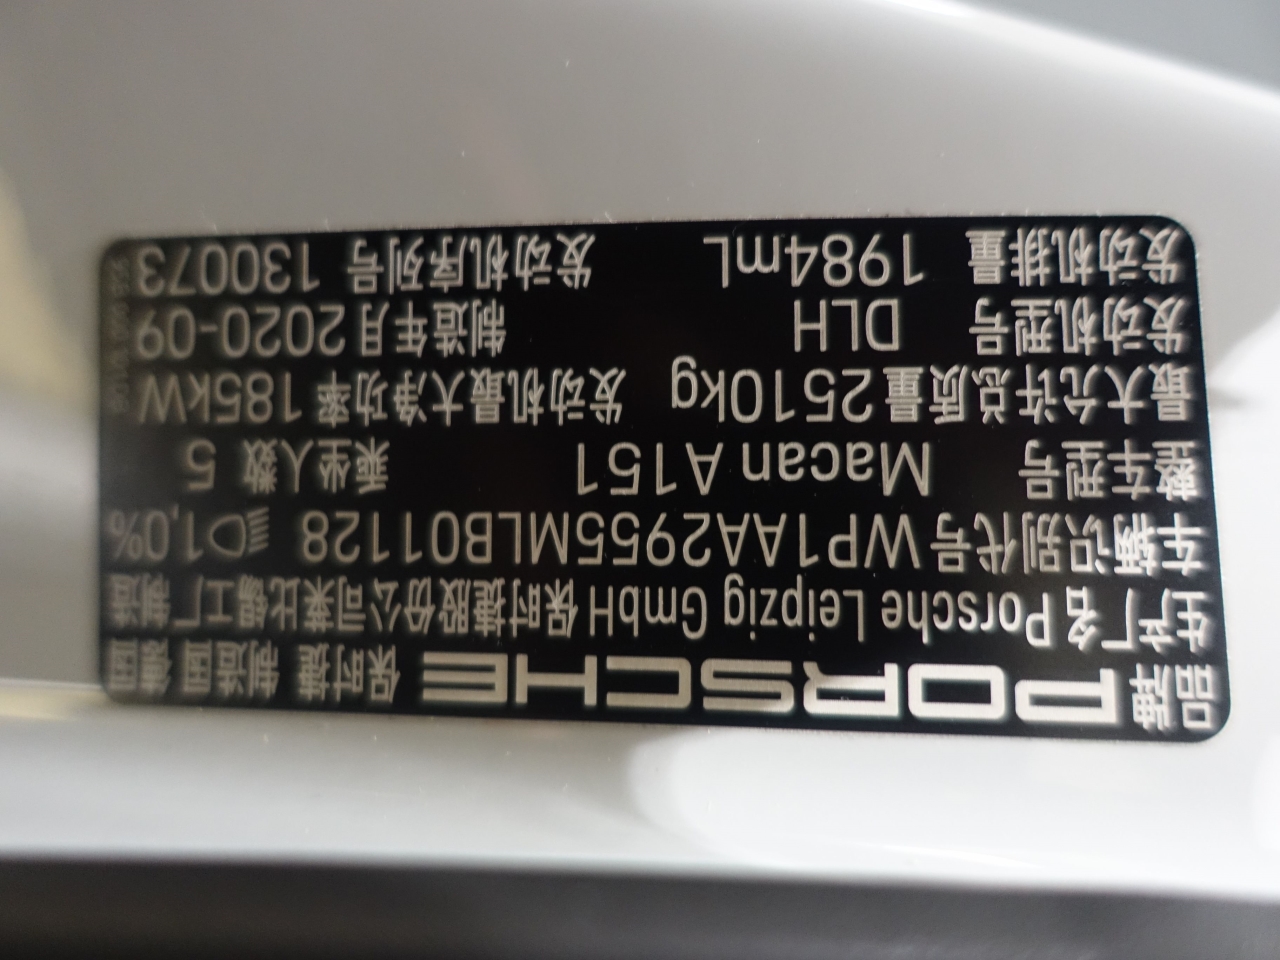 品牌 PORSCHE 保时捷 制造国 德国
生产厂名 Porsche Leipzig GmbH 保时捷股份公司莱比锡工厂制造
车辆识别代号 WP1AA2955MLB01128 1,0%
整车型号 Macan A151 乘坐人数 5
最大允许总质量 2510kg 发动机最大净功率 185kW
发动机型号 DLH 制造年月 2020-09
发动机排量 1984mL 发动机序列号 130073